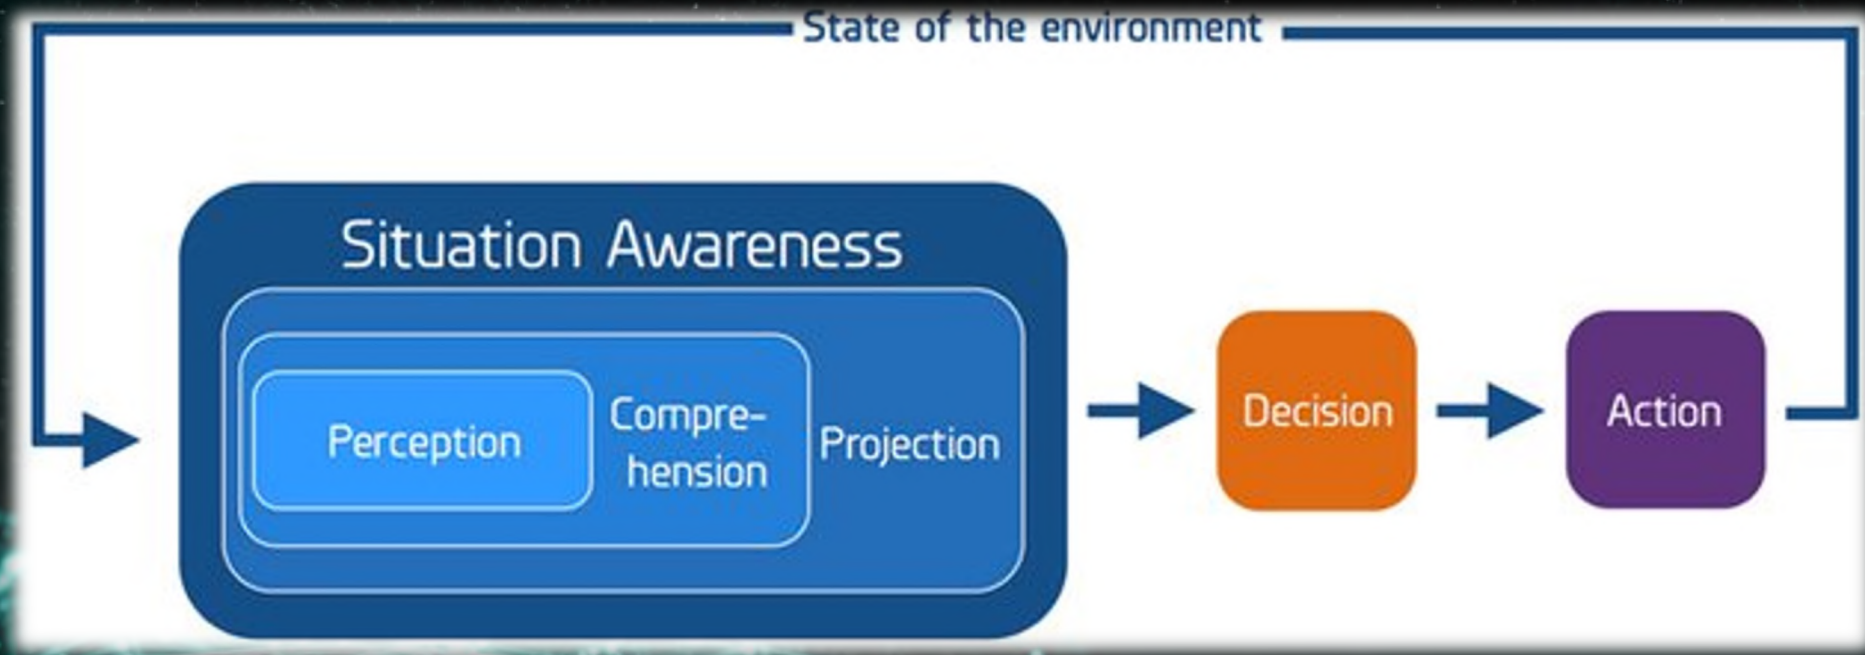 State of the environment
Situation Awareness
Perception
Compre-
hension
Projection
Decision
Action